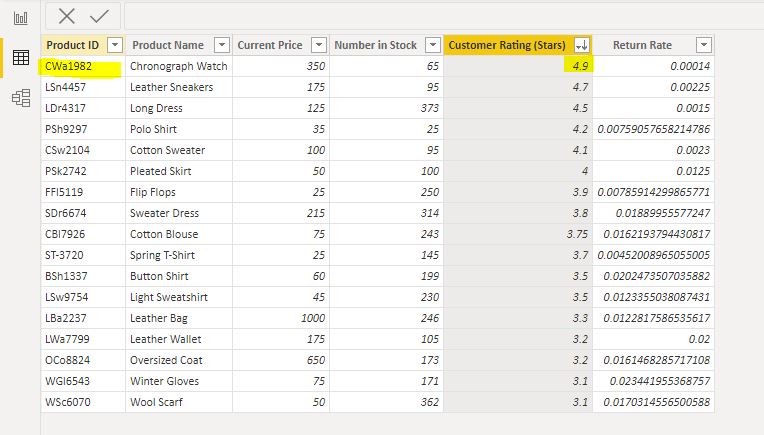 Product ID Product Name Current Price Number in Stock Customer Rating (Stars) Return Rate
CWa1982 Chronograph Watch 350 65 4.9 0.00014
LSn4457 Leather Sneakers 175 95 4.7 0.00225
LDr4317 Long Dress 125 373 4.5 0.0015
PSh9297 Polo Shirt 35 25 4.2 0.00759057658214786
CSw2104 Cotton Sweater 100 95 4.1 0.0023
PSk2742 Pleated Skirt 50 100 4 0.0125
FFl5119 Flip Flops 25 250 3.9 0.00785914299865771
SDr6674 Sweater Dress 215 314 3.8 0.01889955577247
CBl7926 Cotton Blouse 75 243 3.75 0.0162193794430817
ST-3720 Spring T-Shirt 25 145 3.7 0.00452008965055005
BSh1337 Button Shirt 60 199 3.5 0.0202473507035882
LSw9754 Light Sweatshirt 45 230 3.5 0.0123355038087431
LBa2237 Leather Bag 1000 246 3.3 0.0122817586535617
LWa7799 Leather Wallet 175 105 3.2 0.02
OCo8824 Oversized Coat 650 173 3.2 0.0161468285717108
WGl6543 Winter Gloves 75 171 3.1 0.023441955368757
WSc6070 Wool Scarf 50 362 3.1 0.0170314556500588